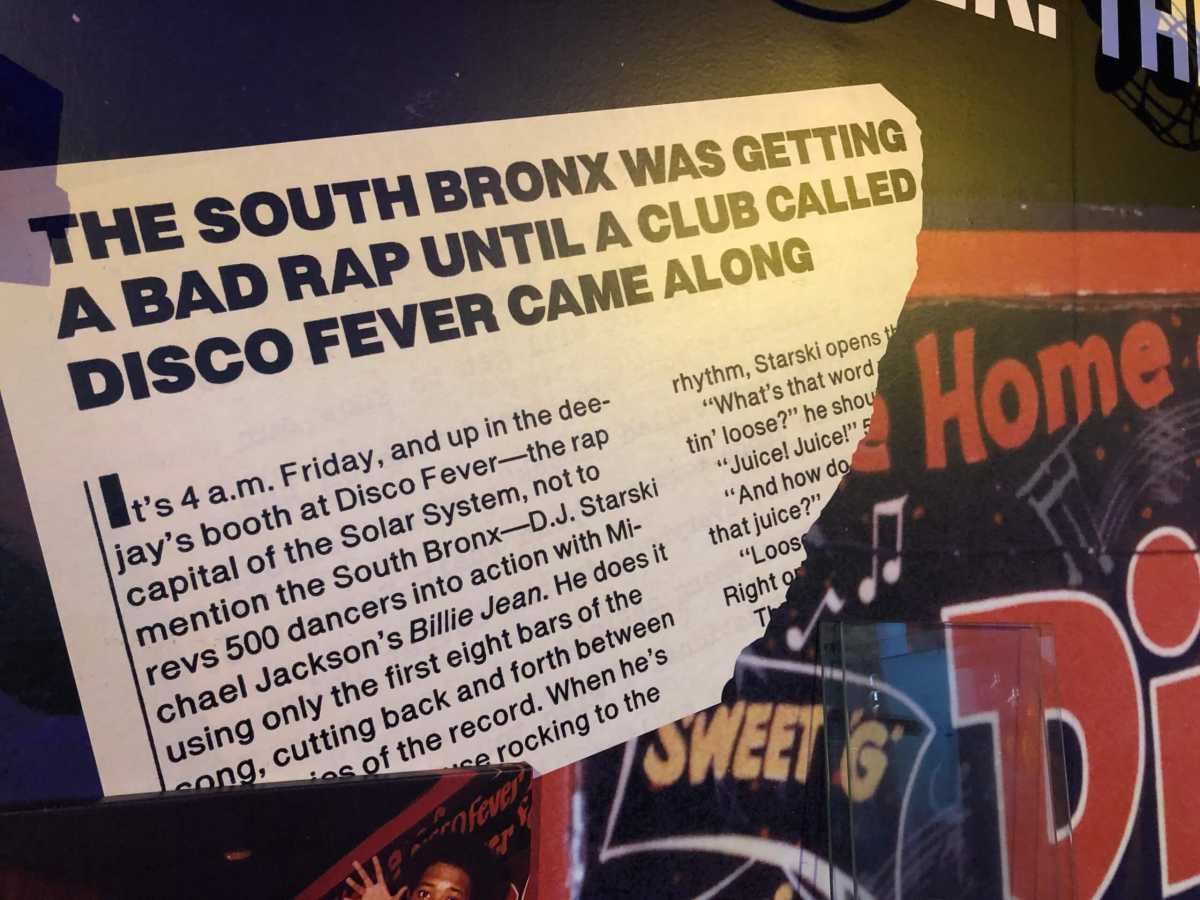 THE SOUTH BRONX WAS GETTING
A BAD RAP UNTIL A CLUB CALLED
DISCO FEVER CAME ALONG
It's 4 a.m. Friday, and up in the dee-
jay's booth at Disco Fever—the rap
capital of the Solar System, not to
mention the South Bronx—D.J. Starski
revs 500 dancers into action with Mi-
chael Jackson's Billie Jean. He does it
using only the first eight bars of the
song, cutting back and forth between
of the record. When he's
rocking to the
rhythm, Starski opens
"What's that word
tin' loose?" he
"Juice! Juice!"
"And how do
that juice?"
Right
Home
SWEET